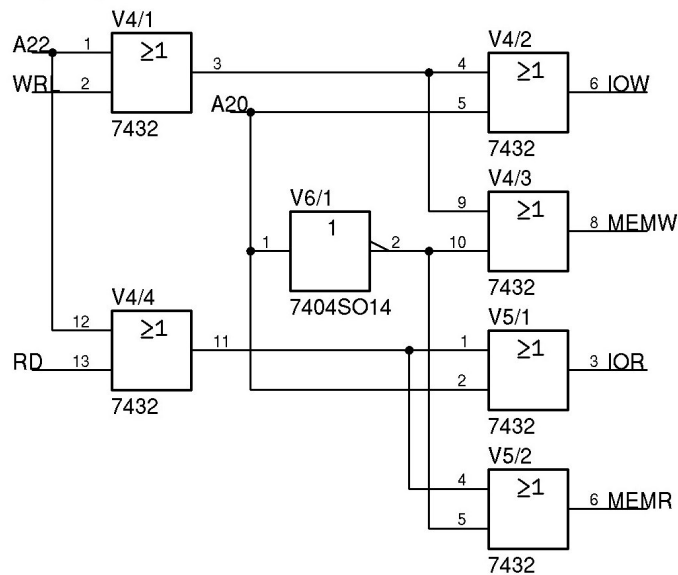 V4/1
A22 1 ≥1 3
WRL 2
7432
V4/2
4 ≥1 6 IOW
A20 5
7432
V4/3
9 ≥1 8 MEMW
10
7432
V6/1
1 1 2
7404SO14
V4/4
12 ≥1 11
RD 13
7432
V5/1
1 ≥1 3 IOR
2
7432
V5/2
4 ≥1 6 MEMR
5
7432